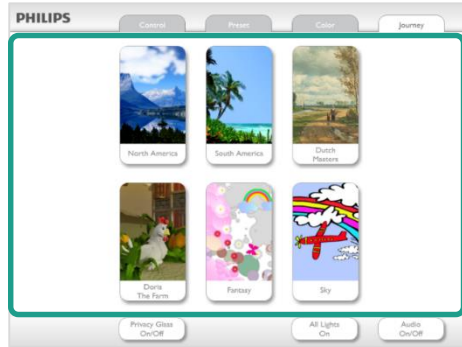 PHILIPS
Control
Preset
Color
Journey
North America
South America
Dutch
Masters
Doris
The Farm
Fantasy
Sky
Privacy Glass
On/Off
All Lights
On
Audio
On/Off